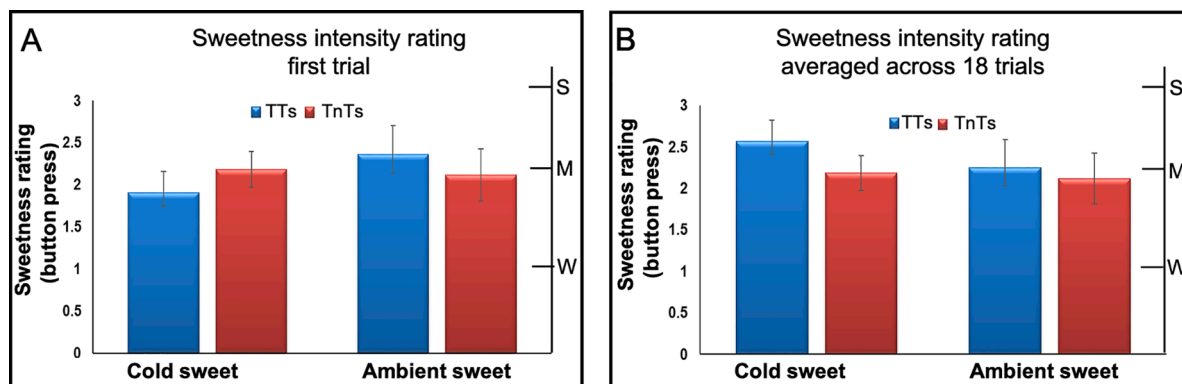 A
Sweetness intensity rating
first trial
Sweetness rating
(button press)
3
2.5
2
1.5
1
0.5
0
TTs TnTs
S
M
W
Cold sweet Ambient sweet
B
Sweetness intensity rating
averaged across 18 trials
Sweetness rating
(button press)
3
2.5
2
1.5
1
0.5
0
TTs TnTs
S
M
W
Cold sweet Ambient sweet